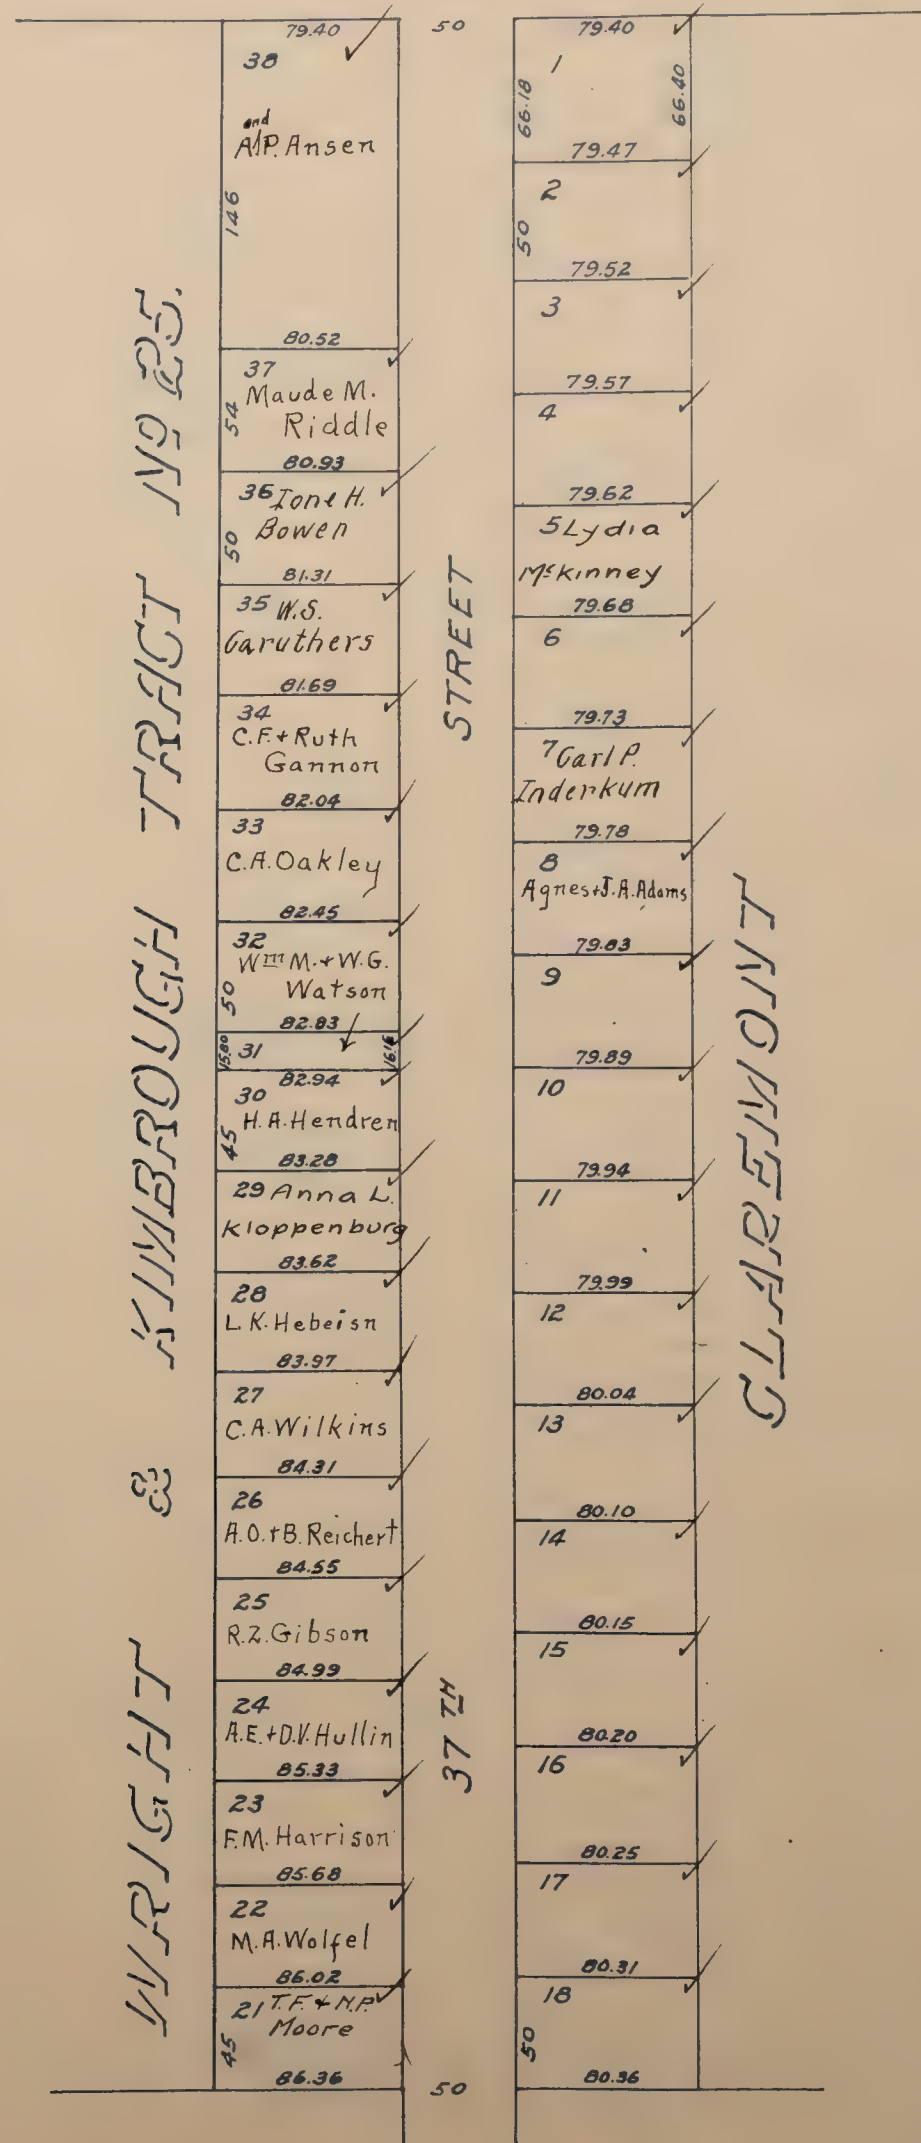 WRIGHT & KIMBROUGH TRACT No 25.
79.40
38
and
A.P. Ansen
146
80.52
37
Maude M.
Riddle
54
80.93
36 Ione H.
Bowen
50
81.31
35 W.S.
Caruthers
81.69
34
C.F. + Ruth
Gannon
82.04
33
C.A. Oakley
82.45
32
Wm M. + W.G.
Watson
50
82.83
31
15.80
16.16
82.94
30
H.A. Hendren
45
83.28
29 Anna L.
Kloppenburg
83.62
28
L.K. Hebeisn
83.97
27
C.A. Wilkins
84.31
26
A.O. + B. Reichert
84.55
25
R.Z. Gibson
84.99
24
A.E. + D.V. Hullin
85.33
23
F.M. Harrison
85.68
22
M.A. Wolfel
86.02
21 T.F. & N.P.
Moore
45
86.36
50
37TH STREET
50
79.40
1
66.18
66.40
79.47
2
50
79.52
3
79.57
4
79.62
5 Lydia
McKinney
79.68
6
79.73
7 Carl P.
Inderkum
79.78
8
Agnes + J.A. Adams
79.83
9
79.89
10
79.94
11
79.99
12
80.04
13
80.10
14
80.15
15
80.20
16
80.25
17
80.31
18
50
80.36
CLAREMONT